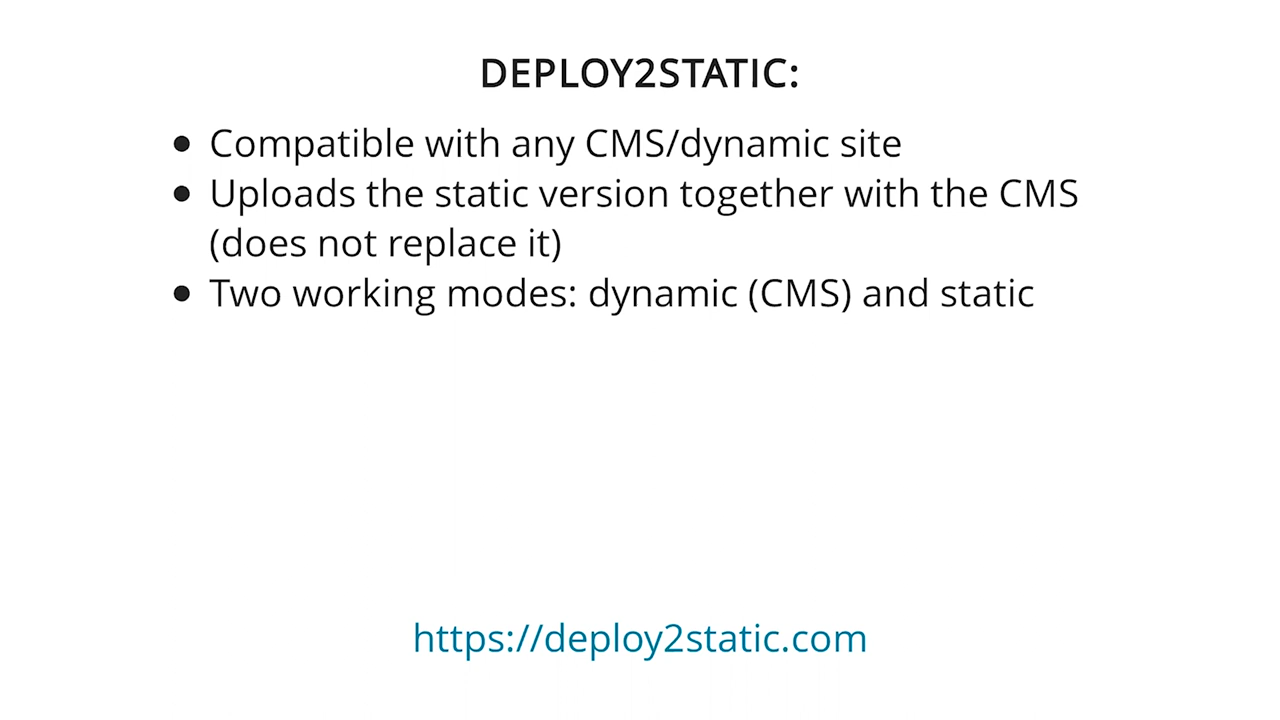 DEPLOY2STATIC:
• Compatible with any CMS/dynamic site
• Uploads the static version together with the CMS
(does not replace it)
• Two working modes: dynamic (CMS) and static
https://deploy2static.com